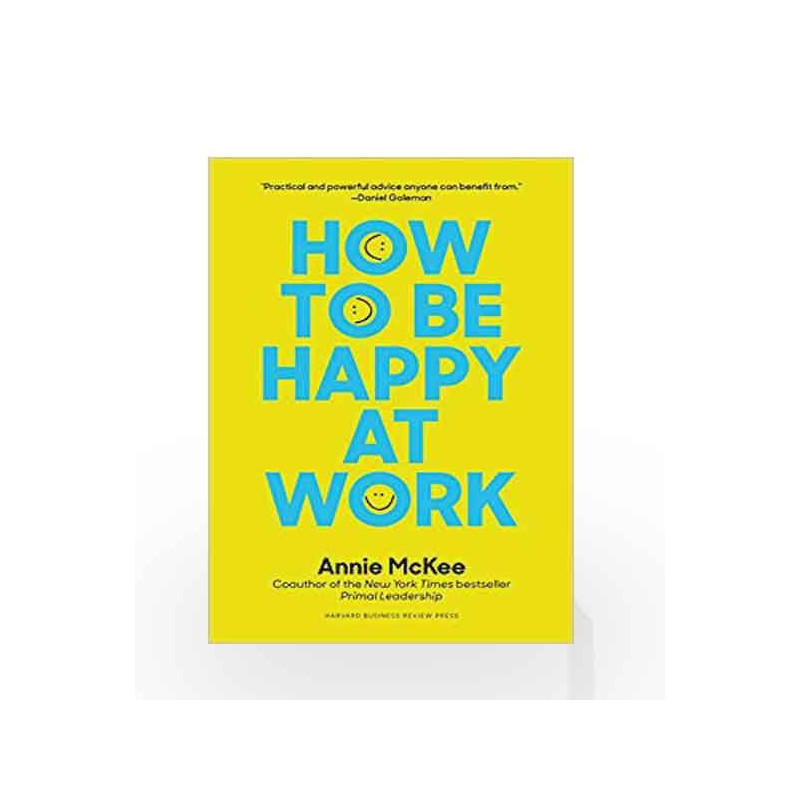 "Practical and powerful advice anyone can benefit from."
—Daniel Goleman
HOW
TO BE
HAPPY
AT
WORK
Annie McKee
Coauthor of the New York Times bestseller
Primal Leadership
HARVARD BUSINESS REVIEW PRESS